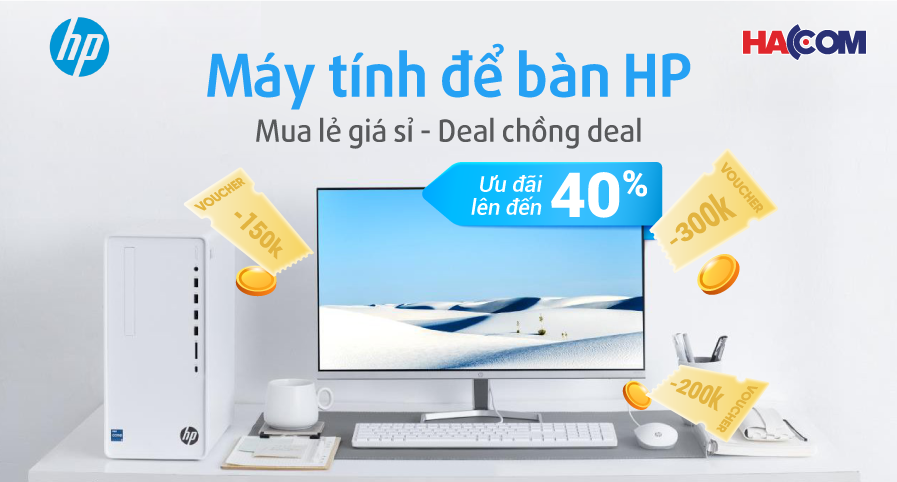 hp
HACOM
Máy tính để bàn HP
Mua lẻ giá sỉ - Deal chồng deal
Ưu đãi
lên đến
40%
VOUCHER
-150k
VOUCHER
-300k
VOUCHER
-200k
hp